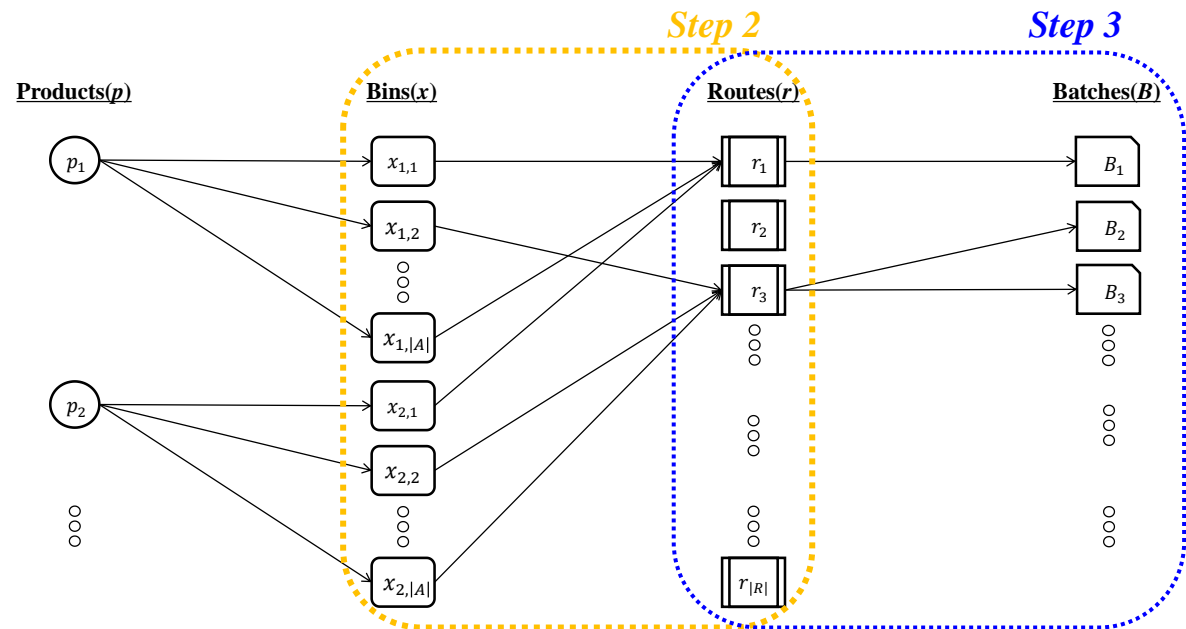 Step 2
Step 3
Products(p)
Bins(x)
Routes(r)
Batches(B)
p₁
x₁,₁
r₁
B₁
x₁,₂
r₂
B₂
r₃
B₃
x₁,|A|
p₂
x₂,₁
x₂,₂
x₂,|A|
r|R|